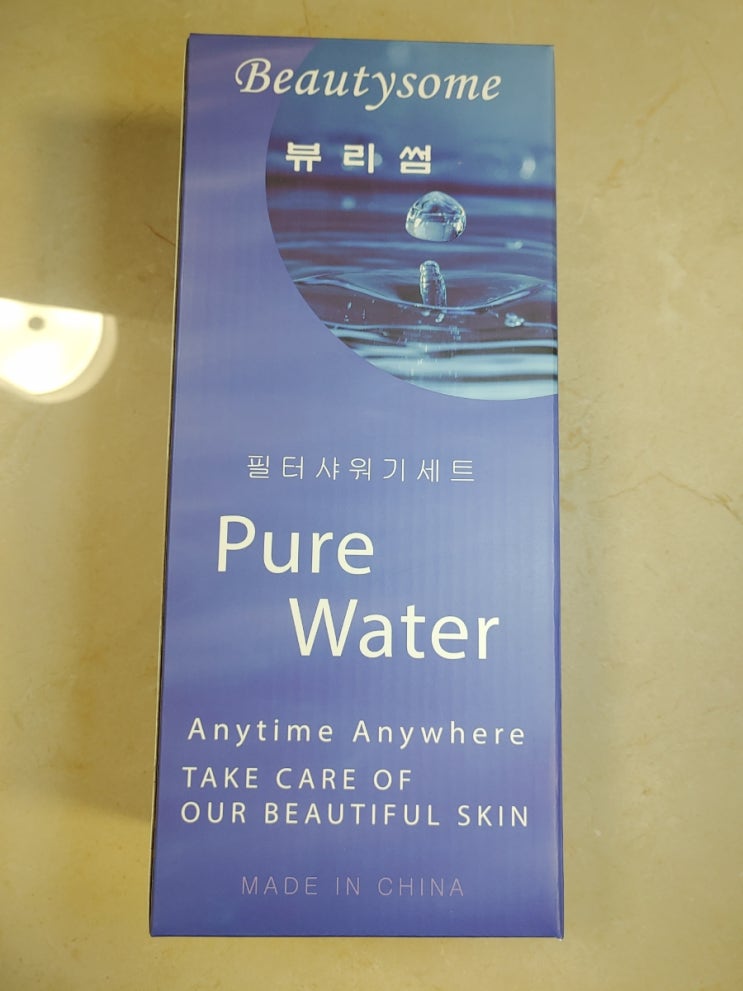 Beautysome
뷰리썸
필터샤워기세트
Pure
Water
Anytime Anywhere
TAKE CARE OF
OUR BEAUTIFUL SKIN
MADE IN CHINA